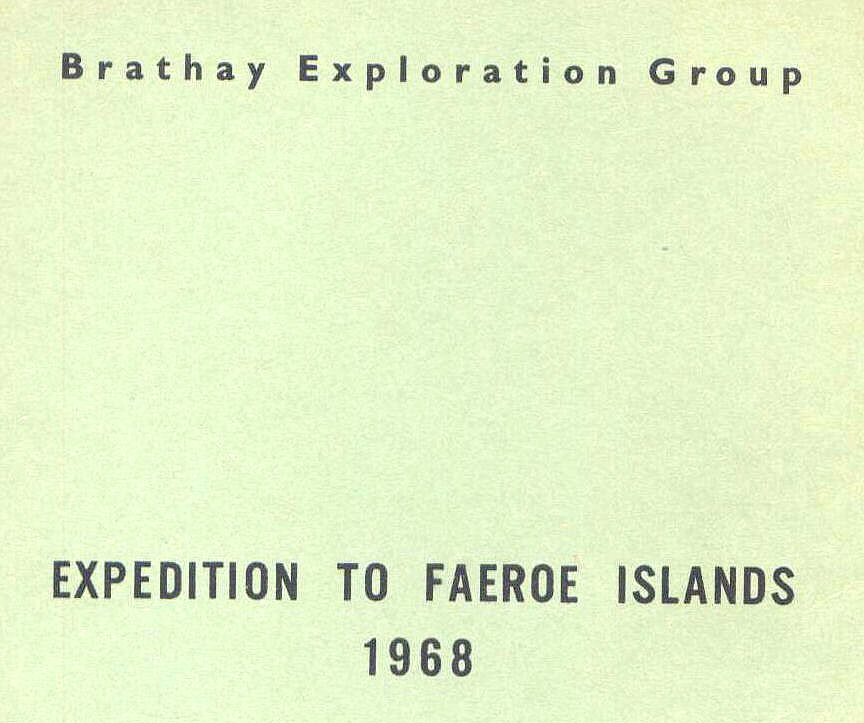 Brathay Exploration Group
EXPEDITION TO FAEROE ISLANDS
1968